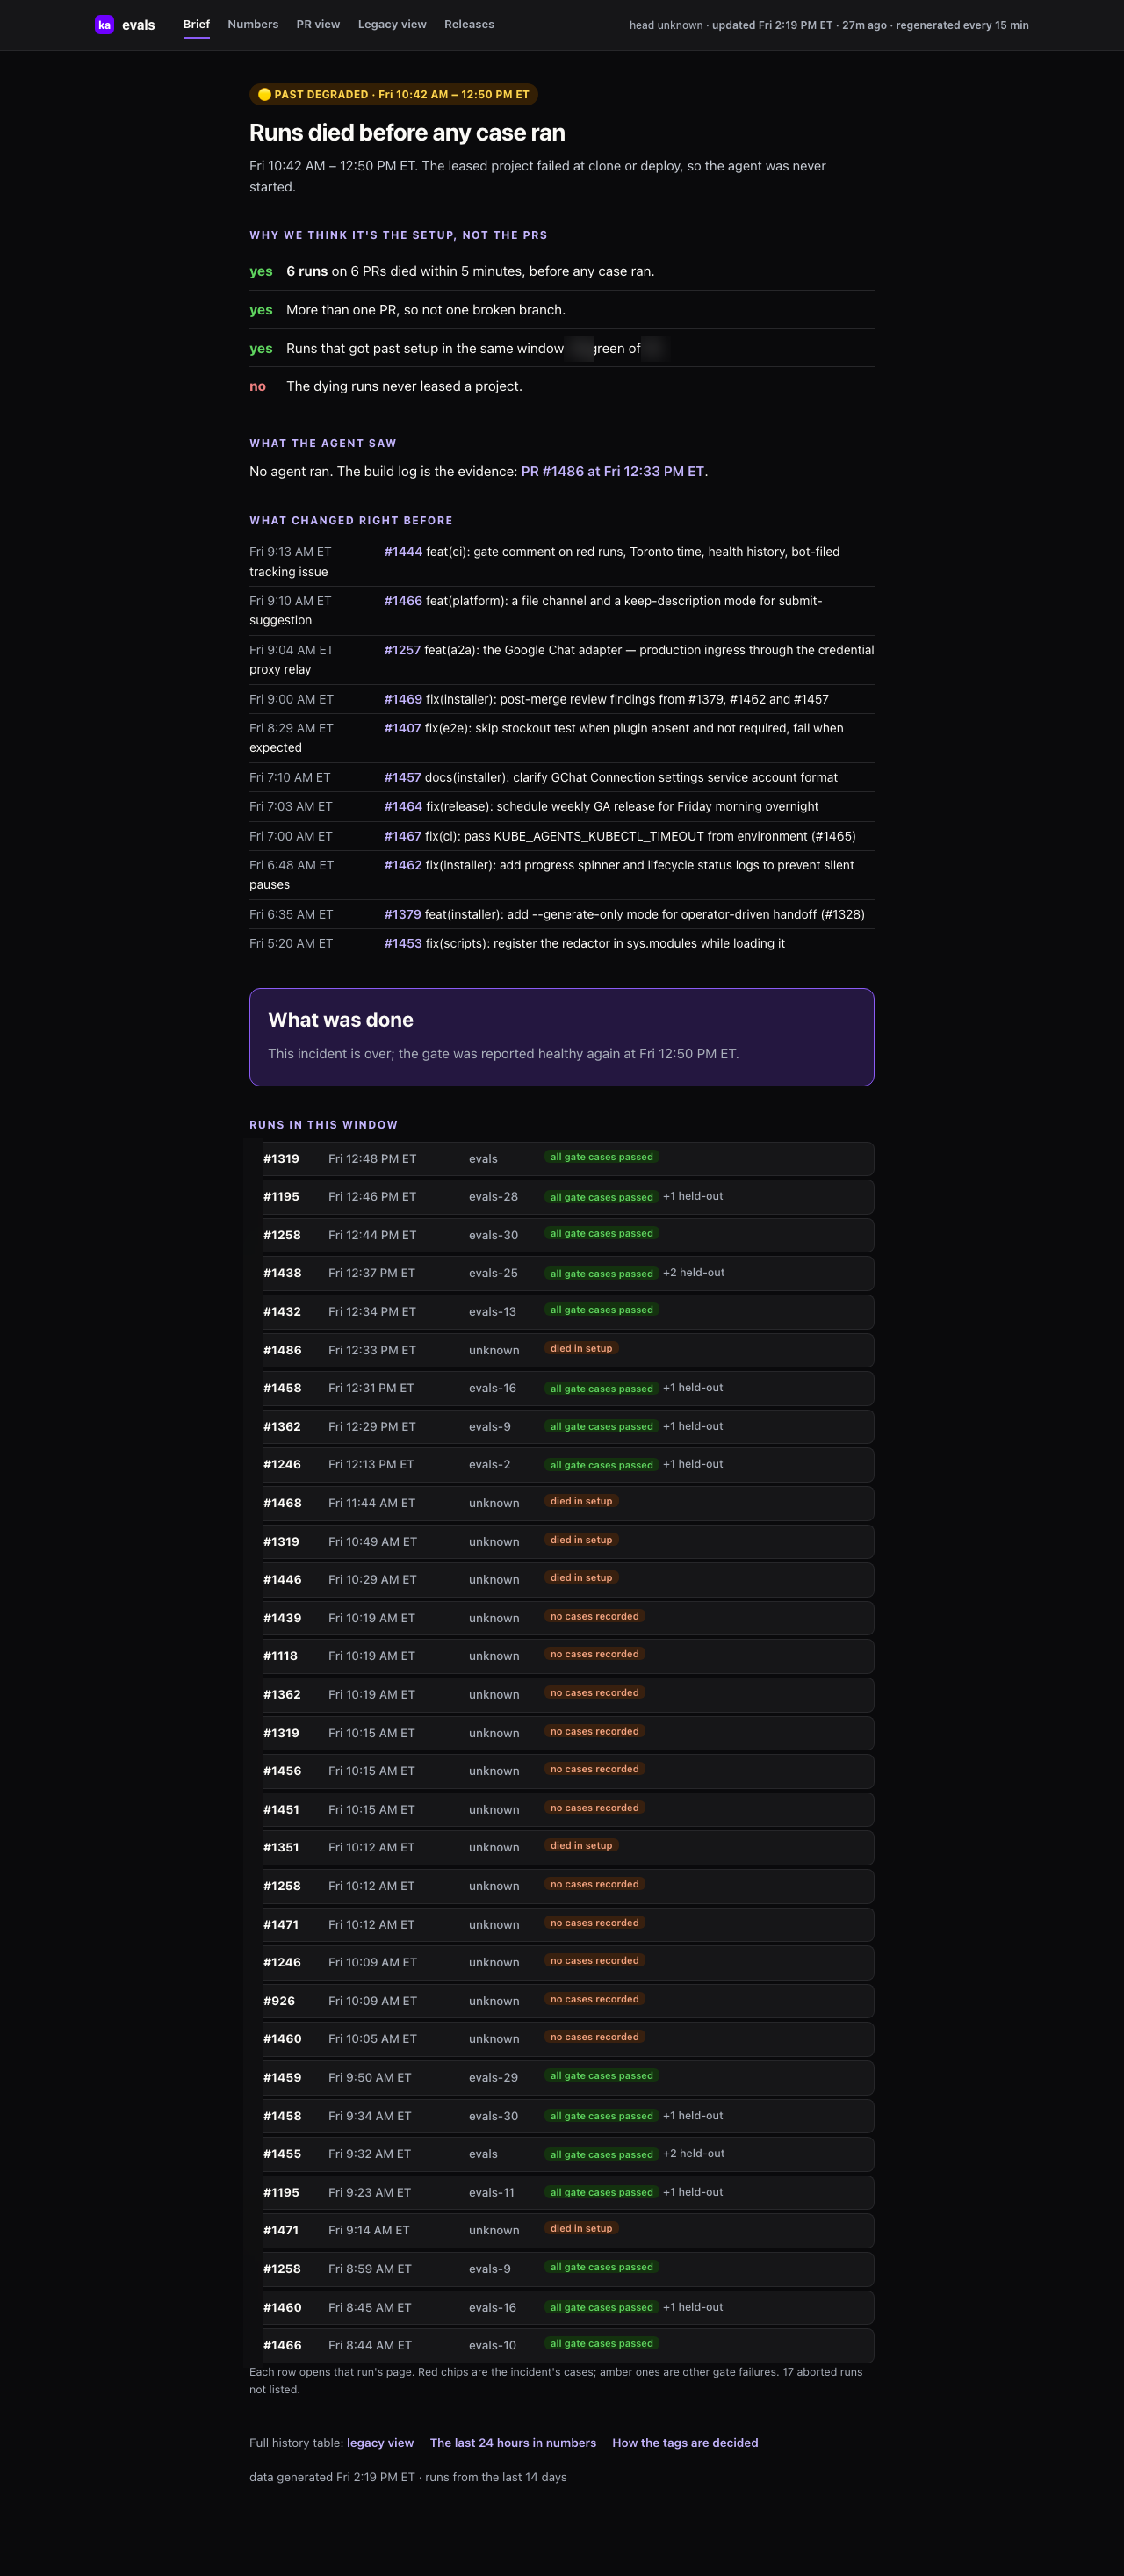 ka evals Brief Numbers PR view Legacy view Releases head unknown · updated Fri 2:19 PM ET · 27m ago · regenerated every 15 min
PAST DEGRADED · Fri 10:42 AM – 12:50 PM ET
Runs died before any case ran
Fri 10:42 AM – 12:50 PM ET. The leased project failed at clone or deploy, so the agent was never
started.
WHY WE THINK IT'S THE SETUP, NOT THE PRS
yes 6 runs on 6 PRs died within 5 minutes, before any case ran.
yes More than one PR, so not one broken branch.
yes Runs that got past setup in the same window green of
no The dying runs never leased a project.
WHAT THE AGENT SAW
No agent ran. The build log is the evidence: PR #1486 at Fri 12:33 PM ET.
WHAT CHANGED RIGHT BEFORE
Fri 9:13 AM ET #1444 feat(ci): gate comment on red runs, Toronto time, health history, bot-filed
tracking issue
Fri 9:10 AM ET #1466 feat(platform): a file channel and a keep-description mode for submit-
suggestion
Fri 9:04 AM ET #1257 feat(a2a): the Google Chat adapter — production ingress through the credential
proxy relay
Fri 9:00 AM ET #1469 fix(installer): post-merge review findings from #1379, #1462 and #1457
Fri 8:29 AM ET #1407 fix(e2e): skip stockout test when plugin absent and not required, fail when
expected
Fri 7:10 AM ET #1457 docs(installer): clarify GChat Connection settings service account format
Fri 7:03 AM ET #1464 fix(release): schedule weekly GA release for Friday morning overnight
Fri 7:00 AM ET #1467 fix(ci): pass KUBE_AGENTS_KUBECTL_TIMEOUT from environment (#1465)
Fri 6:48 AM ET #1462 fix(installer): add progress spinner and lifecycle status logs to prevent silent
pauses
Fri 6:35 AM ET #1379 feat(installer): add --generate-only mode for operator-driven handoff (#1328)
Fri 5:20 AM ET #1453 fix(scripts): register the redactor in sys.modules while loading it
What was done
This incident is over; the gate was reported healthy again at Fri 12:50 PM ET.
RUNS IN THIS WINDOW
#1319 Fri 12:48 PM ET evals all gate cases passed
#1195 Fri 12:46 PM ET evals-28 all gate cases passed +1 held-out
#1258 Fri 12:44 PM ET evals-30 all gate cases passed
#1438 Fri 12:37 PM ET evals-25 all gate cases passed +2 held-out
#1432 Fri 12:34 PM ET evals-13 all gate cases passed
#1486 Fri 12:33 PM ET unknown died in setup
#1458 Fri 12:31 PM ET evals-16 all gate cases passed +1 held-out
#1362 Fri 12:29 PM ET evals-9 all gate cases passed +1 held-out
#1246 Fri 12:13 PM ET evals-2 all gate cases passed +1 held-out
#1468 Fri 11:44 AM ET unknown died in setup
#1319 Fri 10:49 AM ET unknown died in setup
#1446 Fri 10:29 AM ET unknown died in setup
#1439 Fri 10:19 AM ET unknown no cases recorded
#1118 Fri 10:19 AM ET unknown no cases recorded
#1362 Fri 10:19 AM ET unknown no cases recorded
#1319 Fri 10:15 AM ET unknown no cases recorded
#1456 Fri 10:15 AM ET unknown no cases recorded
#1451 Fri 10:15 AM ET unknown no cases recorded
#1351 Fri 10:12 AM ET unknown died in setup
#1258 Fri 10:12 AM ET unknown no cases recorded
#1471 Fri 10:12 AM ET unknown no cases recorded
#1246 Fri 10:09 AM ET unknown no cases recorded
#926 Fri 10:09 AM ET unknown no cases recorded
#1460 Fri 10:05 AM ET unknown no cases recorded
#1459 Fri 9:50 AM ET evals-29 all gate cases passed
#1458 Fri 9:34 AM ET evals-30 all gate cases passed +1 held-out
#1455 Fri 9:32 AM ET evals all gate cases passed +2 held-out
#1195 Fri 9:23 AM ET evals-11 all gate cases passed +1 held-out
#1471 Fri 9:14 AM ET unknown died in setup
#1258 Fri 8:59 AM ET evals-9 all gate cases passed
#1460 Fri 8:45 AM ET evals-16 all gate cases passed +1 held-out
#1466 Fri 8:44 AM ET evals-10 all gate cases passed
Each row opens that run's page. Red chips are the incident's cases; amber ones are other gate failures. 17 aborted runs
not listed.
Full history table: legacy view The last 24 hours in numbers How the tags are decided
data generated Fri 2:19 PM ET · runs from the last 14 days